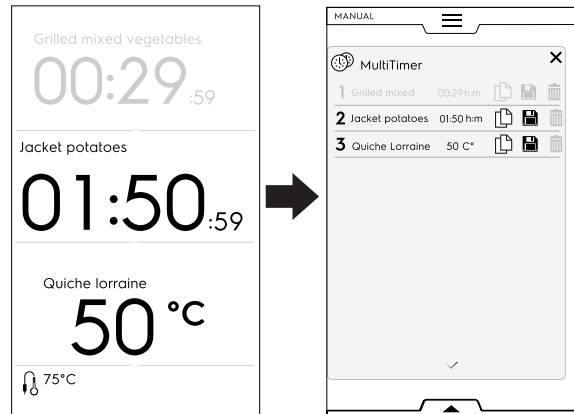 Grilled mixed vegetables
00:29:59
Jacket potatoes
01:50:59
Quiche lorraine
50 °C
75°C
MANUAL
MultiTimer
1 Grilled mixed 00:29h:m
2 Jacket potatoes 01:50 h:m
3 Quiche Lorraine 50 C°